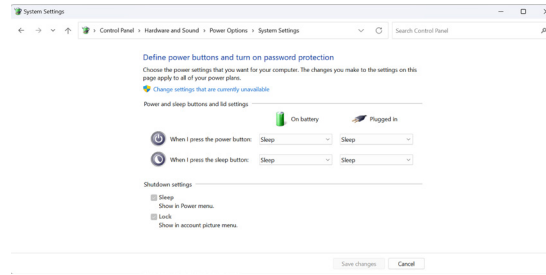 System Settings
Control Panel › Hardware and Sound › Power Options › System Settings
Search Control Panel
Define power buttons and turn on password protection
Choose the power settings that you want for your computer. The changes you make to the settings on this
page apply to all of your power plans.
Change settings that are currently unavailable
Power and sleep buttons and lid settings
On battery Plugged in
When I press the power button: Sleep Sleep
When I press the sleep button: Sleep Sleep
Shutdown settings
Sleep
Show in Power menu.
Lock
Show in account picture menu.
Save changes Cancel